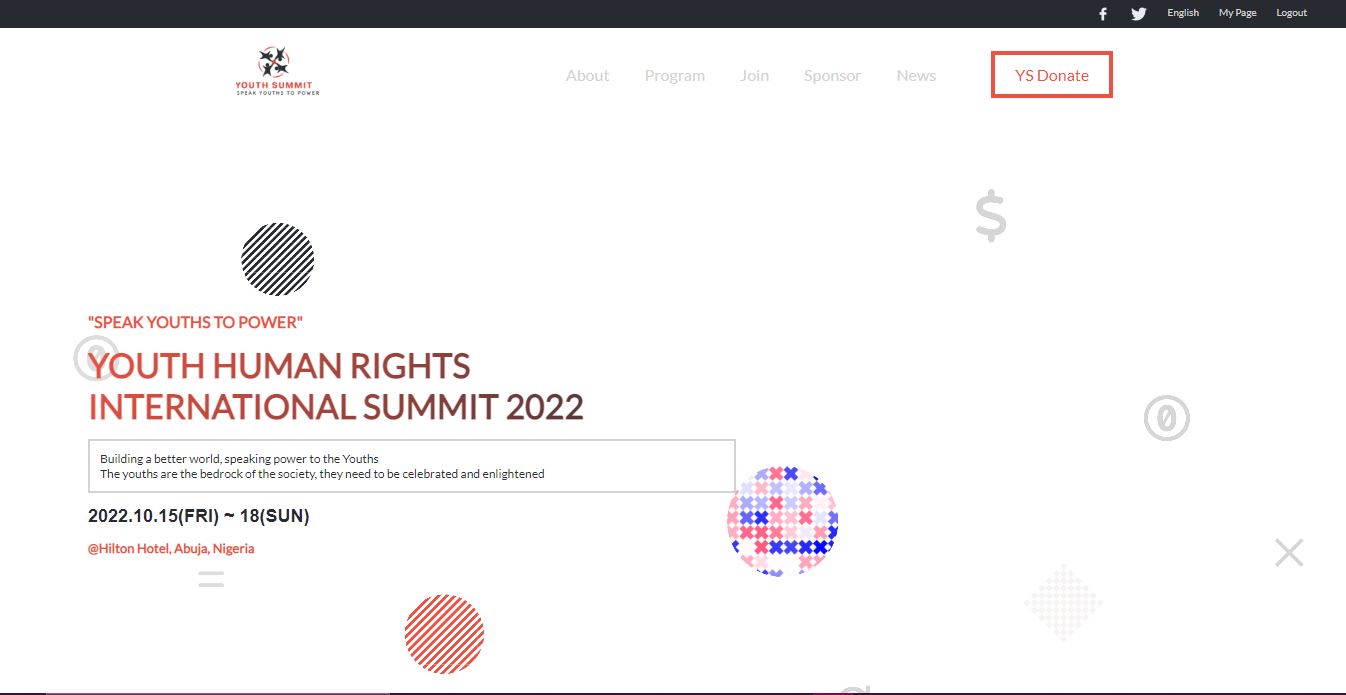 English My Page Logout
YOUTH SUMMIT
SPEAK YOUTHS TO POWER
About Program Join Sponsor News YS Donate
"SPEAK YOUTHS TO POWER"
YOUTH HUMAN RIGHTS
INTERNATIONAL SUMMIT 2022
Building a better world, speaking power to the Youths
The youths are the bedrock of the society, they need to be celebrated and enlightened
2022.10.15(FRI) ~ 18(SUN)
@Hilton Hotel, Abuja, Nigeria